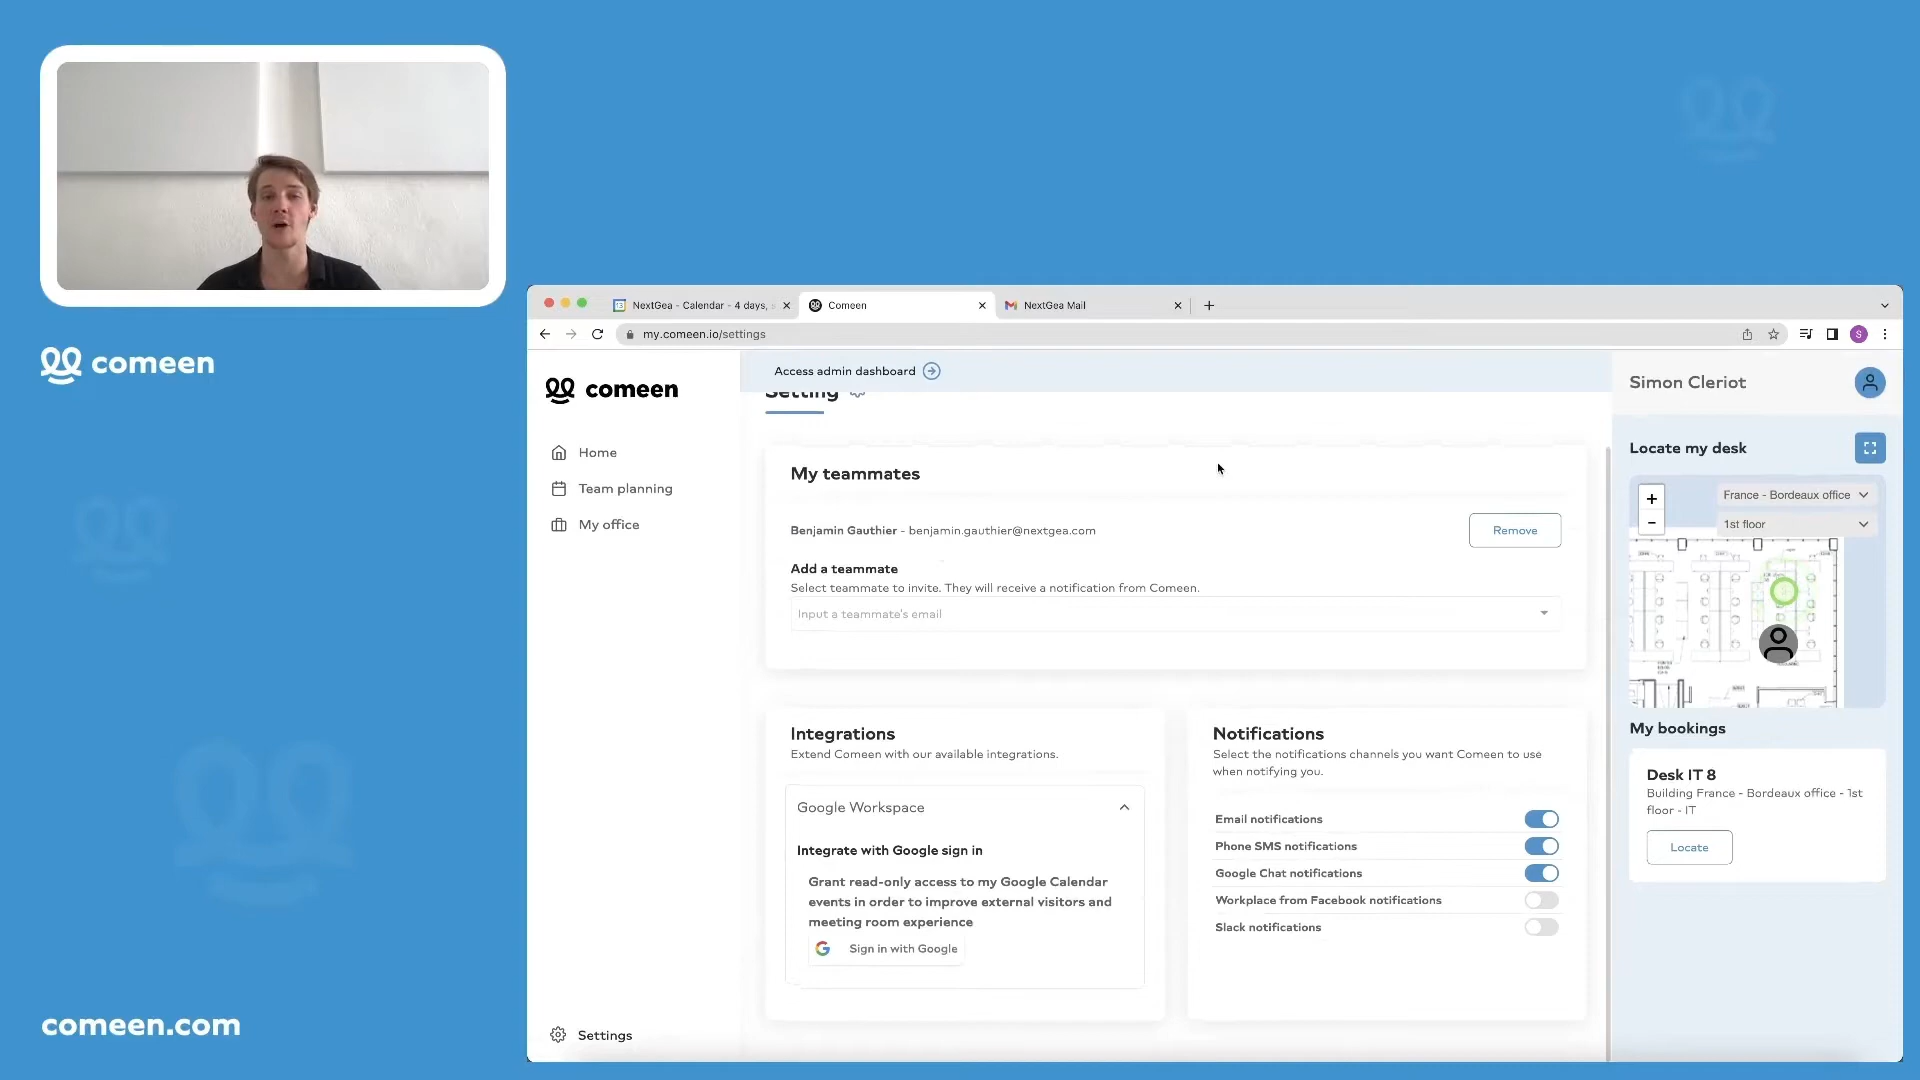 comeen
comeen.com
NextGea - Calendar - 4 days,
Comeen
NextGea Mail
my.comeen.io/settings
S
comeen
Home
Team planning
My office
Settings
Access admin dashboard
Setting
My teammates
Benjamin Gauthier - benjamin.gauthier@nextgea.com
Remove
Add a teammate
Select teammate to invite. They will receive a notification from Comeen.
Input a teammate's email
Integrations
Extend Comeen with our available integrations.
Google Workspace
Integrate with Google sign in
Grant read-only access to my Google Calendar
events in order to improve external visitors and
meeting room experience
Sign in with Google
Notifications
Select the notifications channels you want Comeen to use
when notifying you.
Email notifications
Phone SMS notifications
Google Chat notifications
Workplace from Facebook notifications
Slack notifications
Simon Cleriot
Locate my desk
+
-
France - Bordeaux office
1st floor
My bookings
Desk IT 8
Building France - Bordeaux office - 1st
floor - IT
Locate